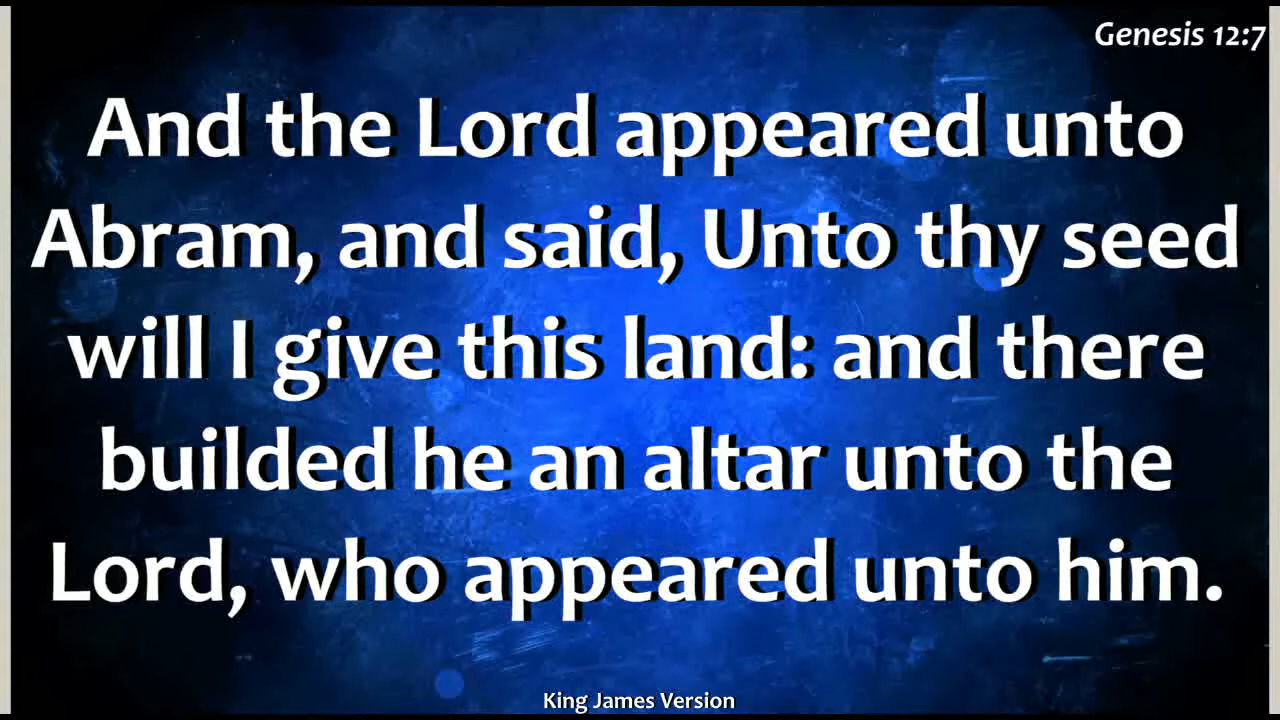 Genesis 12:7
And the Lord appeared unto
Abram, and said, Unto thy seed
will I give this land: and there
builded he an altar unto the
Lord, who appeared unto him.
King James Version